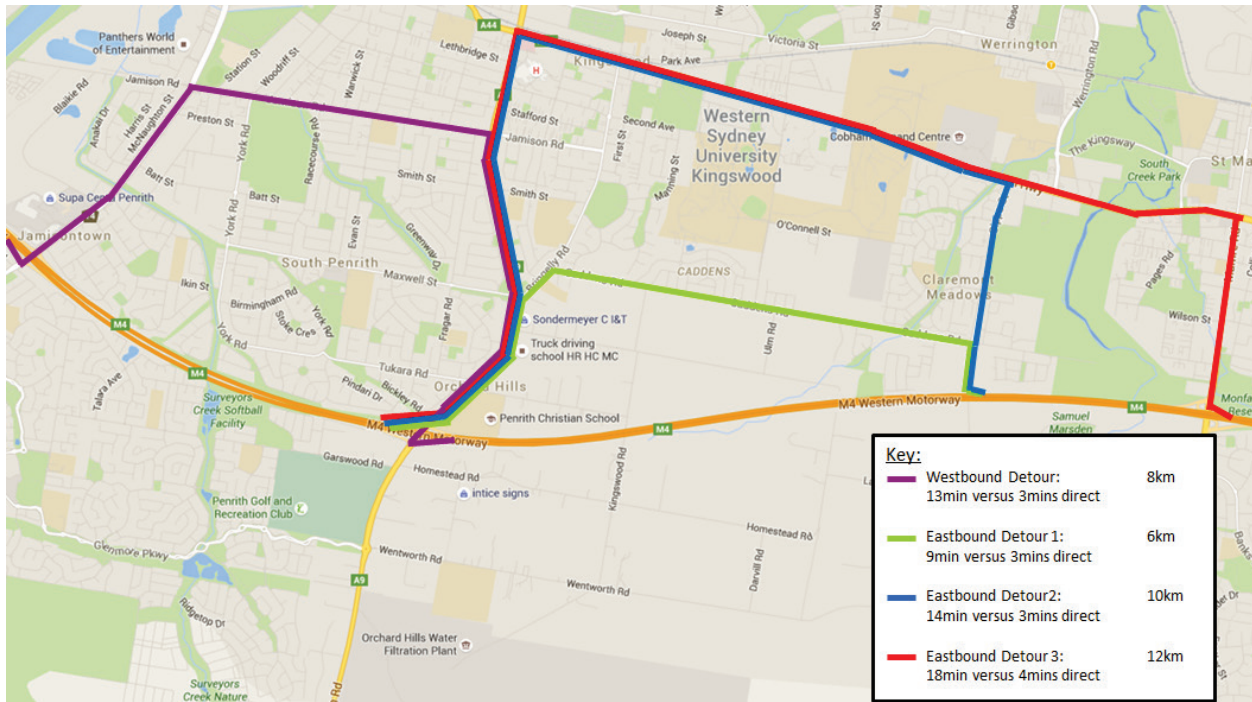 Panthers World
of Entertainment
Jamison Rd
Blaikie Rd
Anakai Dr
Harris St
McNaughton St
Station St
Woodriff St
Warwick St
Lethbridge St
A44
H
Joseph St
Victoria St
Park Ave
Werrington
Werrington Rd
Preston St
York Rd
Racecourse Rd
Stafford St
Jamison Rd
First St
Second Ave
Western
Sydney
University
Kingswood
The Kingsway
South
Creek Park
Batt St
Batt St
Smith St
Smith St
Manning St
Supa
Penrith
Evan St
Greenway Dr
O'Connell St
South Penrith
Maxwell St
CADDENS
Claremont
Meadows
Pages Rd
Ikin St
Birmingham Rd
Stoke Cres
York Rd
Fragar Rd
Sondermeyer C I&T
Ulm Rd
Wilson St
M4
York Rd
Truck driving
school HR HC MC
Tukara Rd
M4
Talara Ave
Pindari Dr
Bickley Rd
Surveyors
Creek Softball
Facility
Penrith Christian School
M4 Western Motorway
M4
Samuel
Marsden
M4 Western Motorway
M4
Garswood Rd
Homestead Rd
Kingswood Rd
intice signs
Penrith Golf and
Recreation Club
Homestead Rd
Glenmore Pkwy
Wentworth Rd
Wentworth Rd
Darvill Rd
A9
Ridgetop Dr
Orchard Hills Water
Filtration Plant
Surveyors
Creek Nature
Key:
Westbound Detour: 8km
13min versus 3mins direct
Eastbound Detour 1: 6km
9min versus 3mins direct
Eastbound Detour2: 10km
14min versus 3mins direct
Eastbound Detour 3: 12km
18min versus 4mins direct